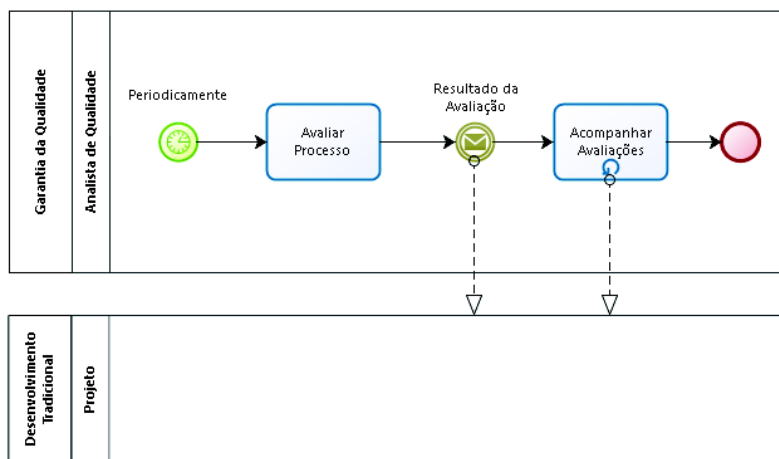 Garantia da Qualidade
Analista de Qualidade
Periodicamente
Avaliar
Processo
Resultado da
Avaliação
Acompanhar
Avaliações
Desenvolvimento
Tradicional
Projeto